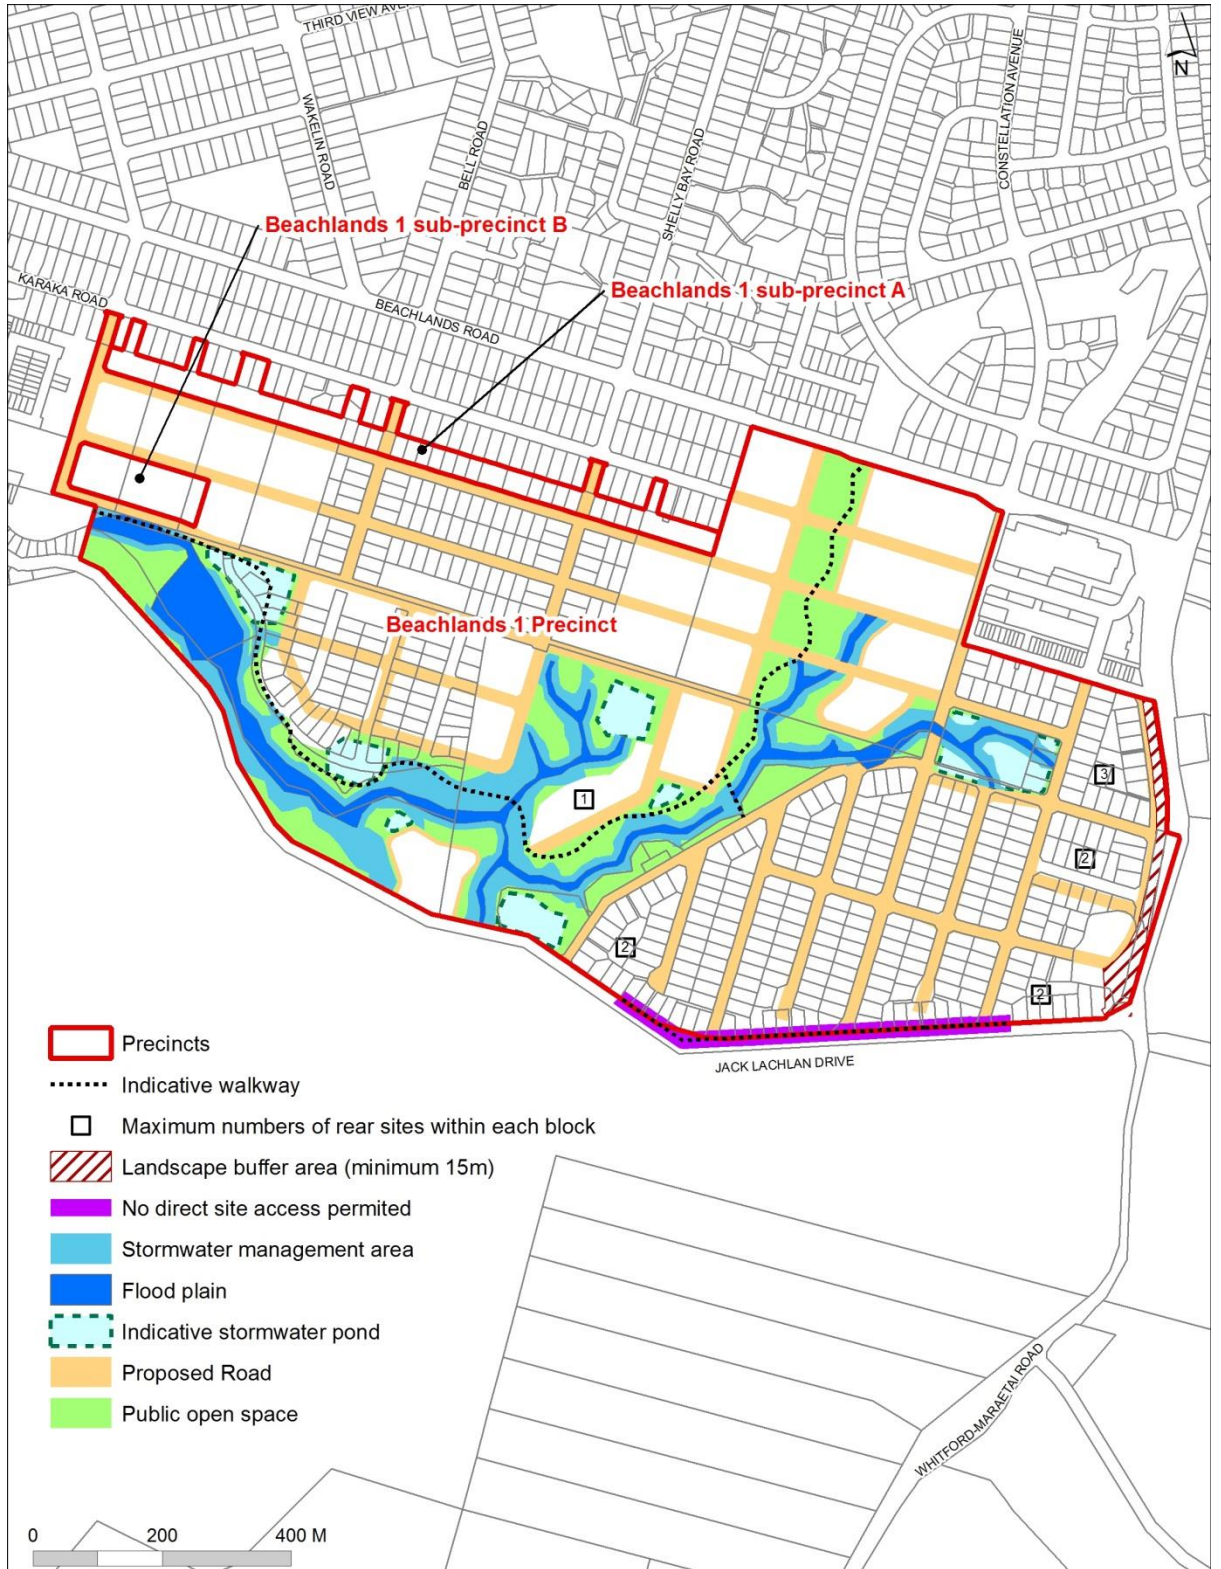 THIRD VIEW AVE
WAKELIN ROAD
BELL ROAD
SHELLY BAY ROAD
CONSTELLATION AVENUE
N
Beachlands 1 sub-precinct B
KARAKA ROAD
Beachlands 1 sub-precinct A
BEACHLANDS ROAD
Beachlands 1 Precinct
3
1
2
2
2
JACK LACHLAN DRIVE
Precincts
Indicative walkway
Maximum numbers of rear sites within each block
Landscape buffer area (minimum 15m)
No direct site access permited
Stormwater management area
Flood plain
Indicative stormwater pond
Proposed Road
Public open space
WHITFORD-MARAETAI ROAD
0 200 400 M